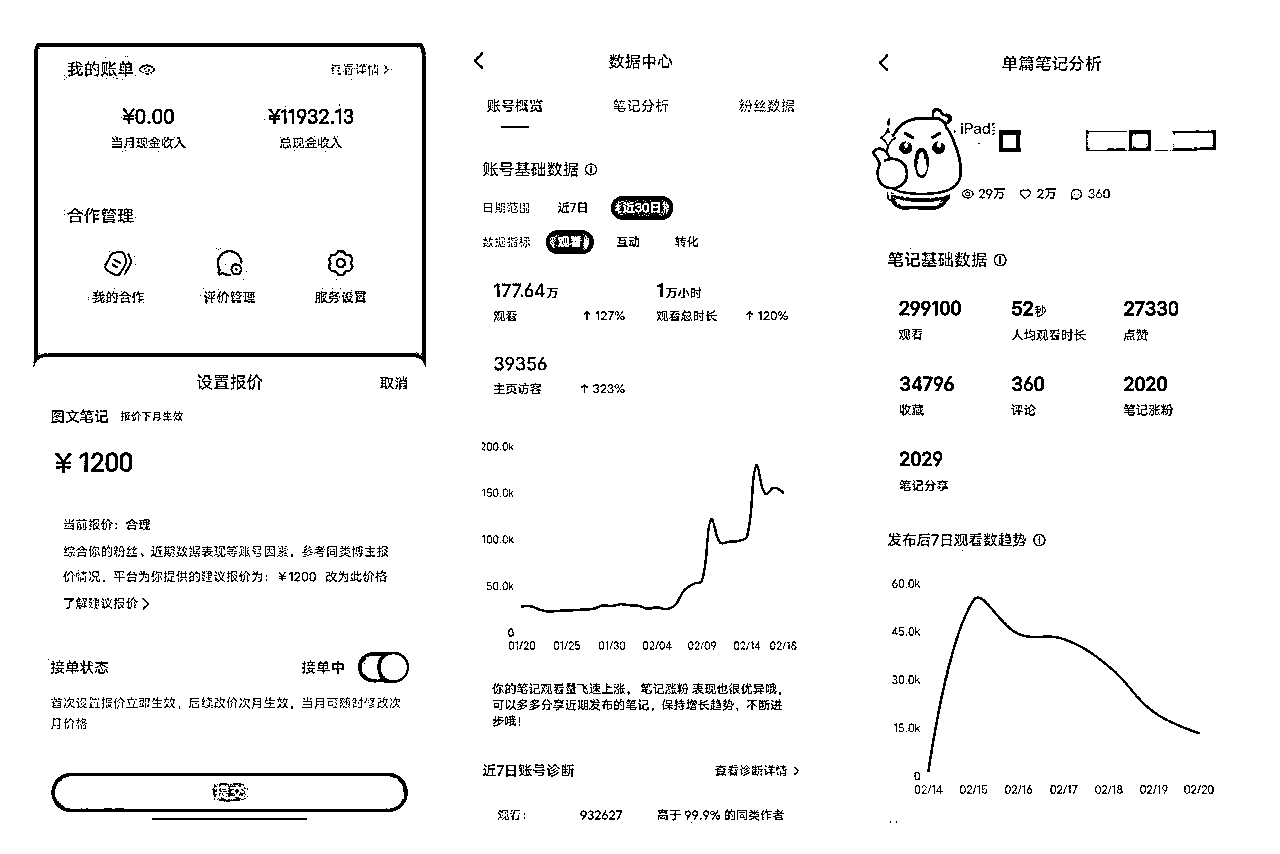 我的账单
查看详情 >
¥0.00
¥11932.13
当月现金收入
总现金收入
合作管理
我的合作
评价管理
服务设置
设置报价
取消
图文笔记 报价下月生效
¥ 1200
当前报价：合理
综合你的粉丝、近期数据表现等账号因素，参考同类博主报
价情况，平台为你提供的建议报价为：¥1200 改为此价格
了解建议报价 >
接单状态
接单中
首次设置报价立即生效，后续改价次月生效，当月可随时修改次
月价格
提交
数据中心
账号概览
笔记分析
粉丝数据
账号基础数据
日期范围 近7日 近30日
数据指标 观看 互动 转化
177.64万
1万小时
观看 ↑ 127%
观看总时长 ↑ 120%
39356
主页访客 ↑ 323%
200.0k
150.0k
100.0k
50.0k
0
01/20 01/25 01/30 02/04 02/09 02/14 02/18
你的笔记观看量飞速上涨， 笔记涨粉 表现也很优异哦，
可以多多分享近期发布的笔记，保持增长趋势，不断进
步哦！
近7日账号诊断
查看诊断详情 >
观看： 932627 高于 99.9% 的同类作者
单篇笔记分析
iPad
29万 2万 360
笔记基础数据
299100 52秒 27330
观看 人均观看时长 点赞
34796 360 2020
收藏 评论 笔记涨粉
2029
笔记分享
发布后7日观看数趋势
60.0k
45.0k
30.0k
15.0k
0
02/14 02/15 02/16 02/17 02/18 02/19 02/20